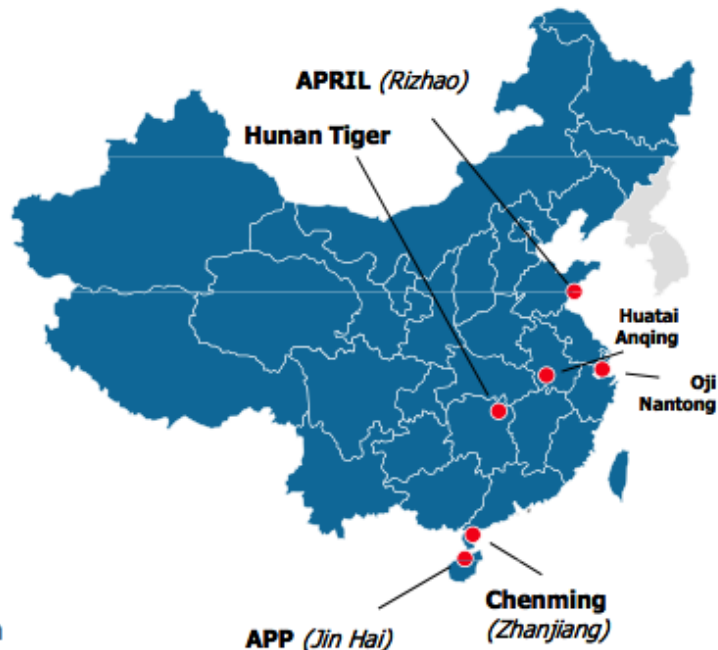 APRIL (Rizhao)
Hunan Tiger
Huatai
Anqing
Oji
Nantong
Chenming
(Zhanjiang)
APP (Jin Hai)